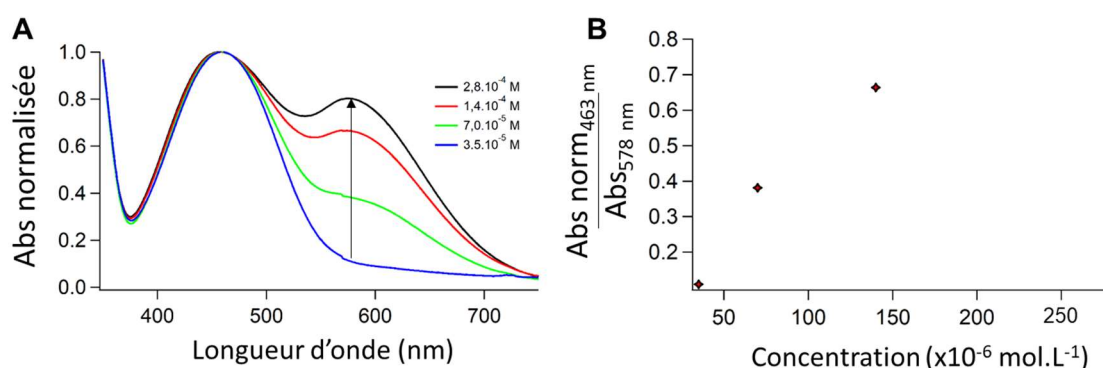 A
Abs normalisée
1.0
0.8
0.6
0.4
0.2
0.0
400
500
600
700
Longueur d'onde (nm)
2,8.10-4 M
1,4.10-4 M
7,0.10-5 M
3.5.10-5 M
B
Abs norm463 nm
Abs578 nm
0.8
0.7
0.6
0.5
0.4
0.3
0.2
50
100
150
200
250
Concentration (x10-6 mol.L-1)